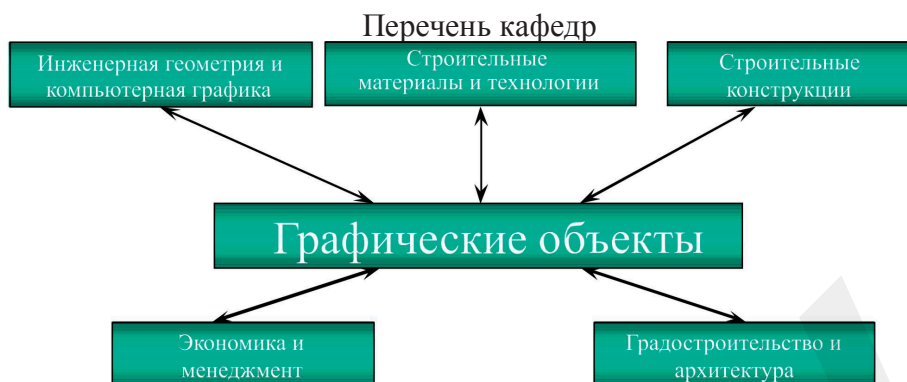 Перечень кафедр
Инженерная геометрия и
компьютерная графика
Строительные
материалы и технологии
Строительные
конструкции
Графические объекты
Экономика и
менеджмент
Градостроительство и
архитектура